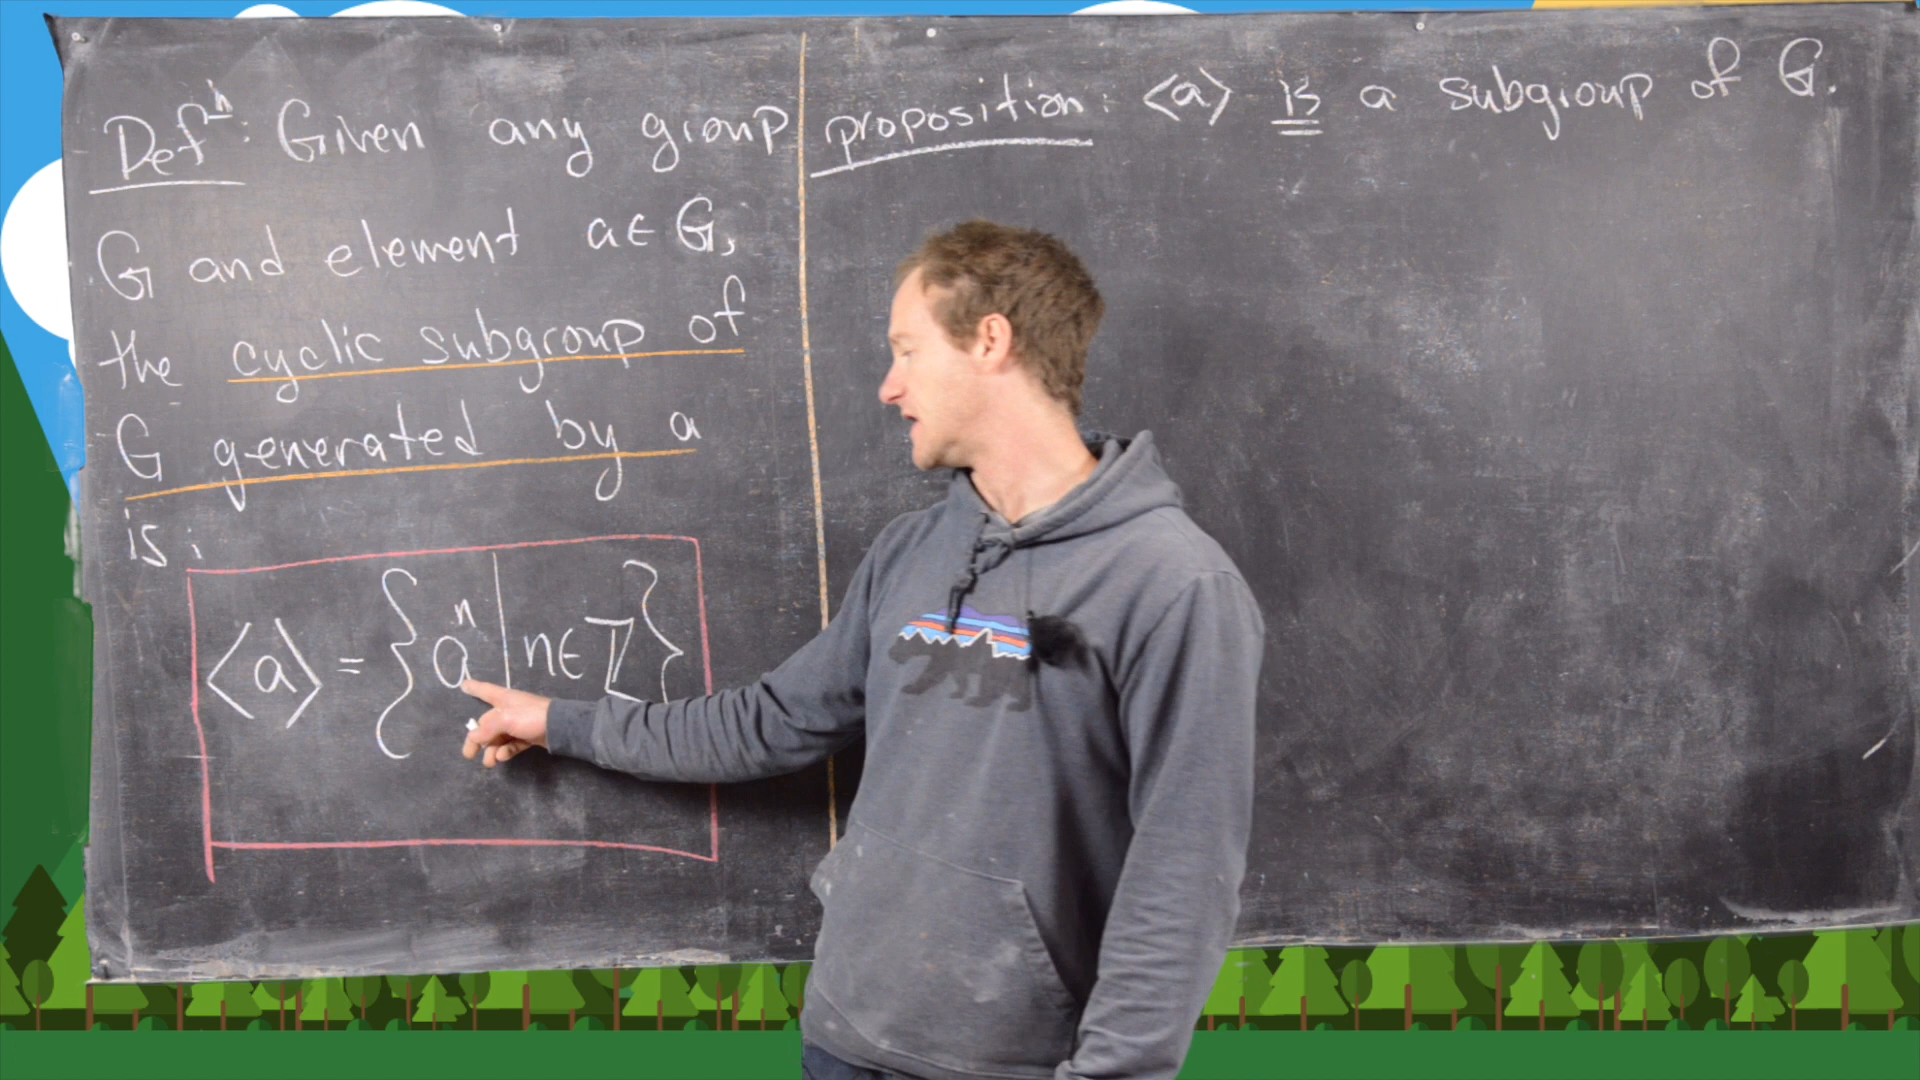 Defⁿ: Given any group
G and element a∈G,
the cyclic subgroup of
G generated by a
is:
⟨a⟩ = {aⁿ | n∈ℤ}
proposition: ⟨a⟩ is a subgroup of G.